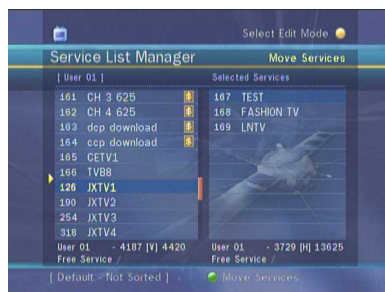 Select Edit Mode
Service List Manager
Move Services
[ User 01 ]
Selected Services
161 CH 3 625 $
162 CH 4 625 $
163 dcp download $
164 ccp download $
165 CETV1
166 TVB8
126 JXTV1
190 JXTV2
254 JXTV3
318 JXTV4
167 TEST
168 FASHION TV
169 LNTV
User 01 - 4187 [V] 4420
Free Service /
User 01 - 3729 [H] 13625
Free Service /
[ Default - Not Sorted ]
Move Services